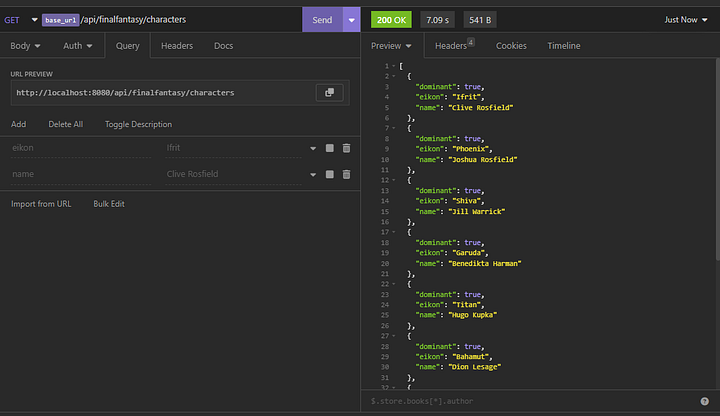 GET base_url /api/finalfantasy/characters Send 200 OK 7.09 s 541 B Just Now
Body Auth Query Headers Docs
Preview Headers 4 Cookies Timeline
URL PREVIEW
http://localhost:8080/api/finalfantasy/characters
Add Delete All Toggle Description
eikon Ifrit
name Clive Rosfield
Import from URL Bulk Edit
1 [
2 {
3 "dominant": true,
4 "eikon": "Ifrit",
5 "name": "Clive Rosfield"
6 },
7 {
8 "dominant": true,
9 "eikon": "Phoenix",
10 "name": "Joshua Rosfield"
11 },
12 {
13 "dominant": true,
14 "eikon": "Shiva",
15 "name": "Jill Warrick"
16 },
17 {
18 "dominant": true,
19 "eikon": "Garuda",
20 "name": "Benedikta Harman"
21 },
22 {
23 "dominant": true,
24 "eikon": "Titan",
25 "name": "Hugo Kupka"
26 },
27 {
28 "dominant": true,
29 "eikon": "Bahamut",
30 "name": "Dion Lesage"
31 },
32 {
$.store.books[*].author